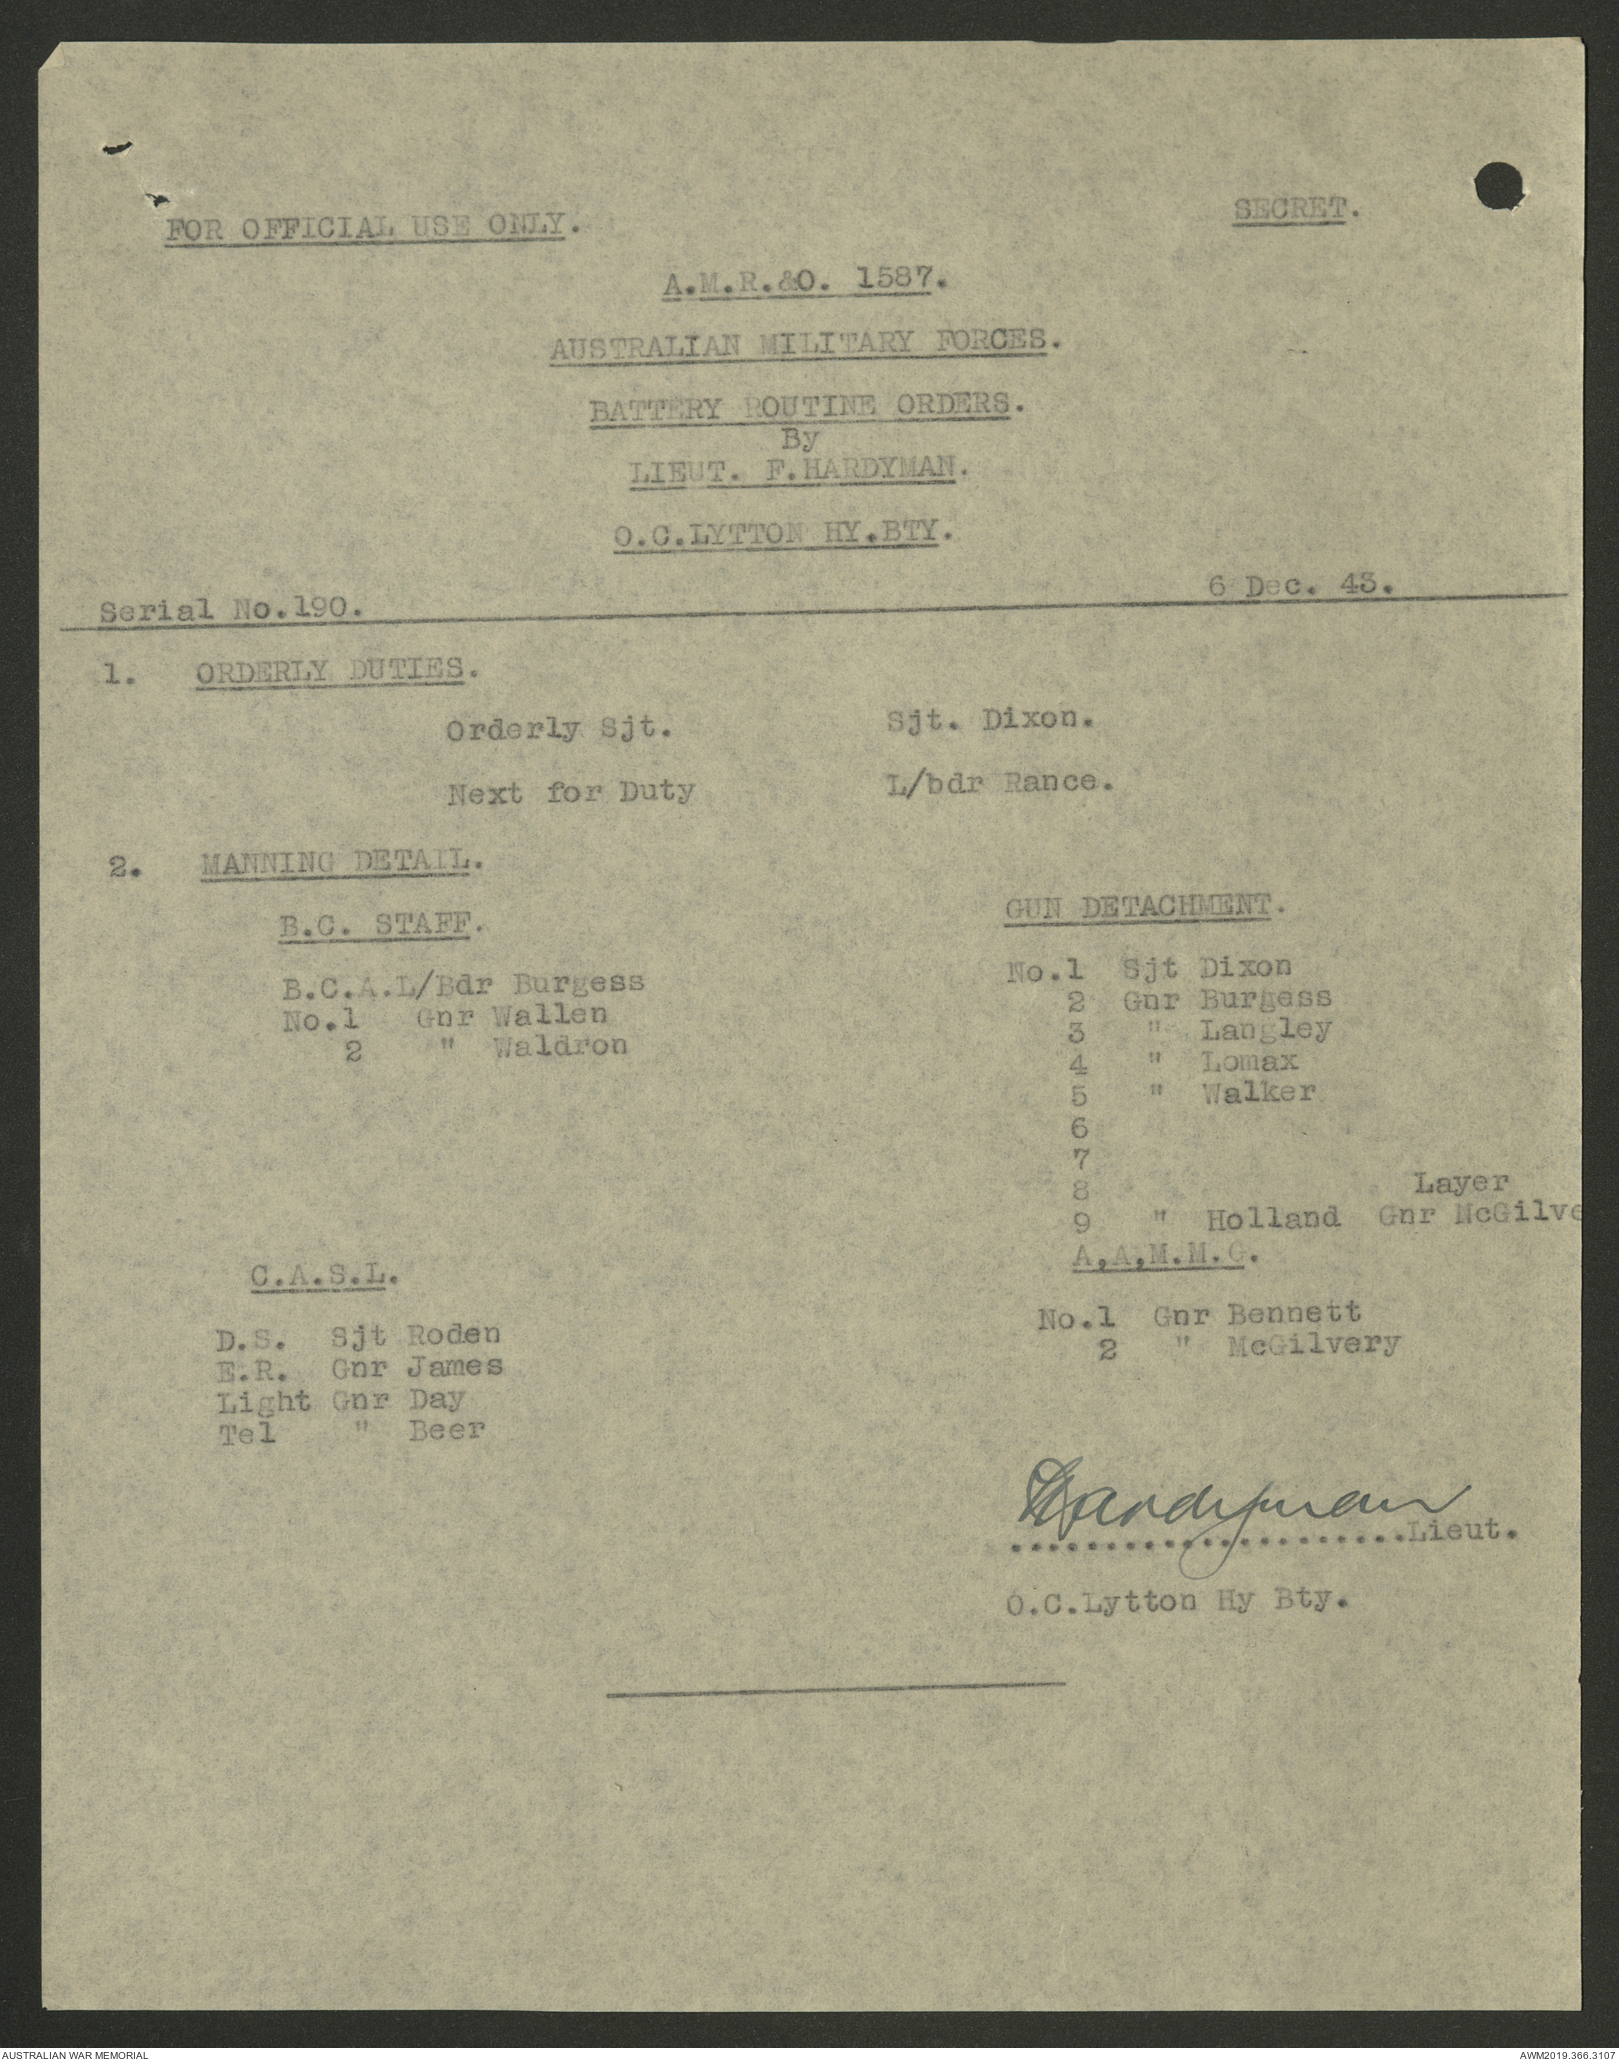 FOR OFFICIAL USE ONLY.
SECRET.
A.M.R.&O. 1587.
AUSTRALIAN MILITARY FORCES.
BATTERY ROUTINE ORDERS.
By
LIEUT. F.HARDYMAN.
O.C.LYTTON HY.BTY.
Serial No.190.
6 Dec. 43.
1. ORDERLY DUTIES.
Orderly Sjt. Sjt. Dixon.
Next for Duty L/bdr Rance.
2. MANNING DETAIL.
B.C. STAFF.
B.C.A.L/Bdr Burgess
No.1 Gnr Wallen
2 " Waldron
GUN DETACHMENT.
No.1 Sjt Dixon
2 Gnr Burgess
3 " Langley
4 " Lomax
5 " Walker
6
7
8 Layer
9 " Holland Gnr McGilve
C.A.S.L.
D.S. Sjt Roden
E.R. Gnr James
Light Gnr Day
Tel " Beer
A,A,M.M.G.
No.1 Gnr Bennett
2 " McGilvery
Hardyman
....................Lieut.
O.C.Lytton Hy Bty.
AUSTRALIAN WAR MEMORIAL
AWM2019.366.3107